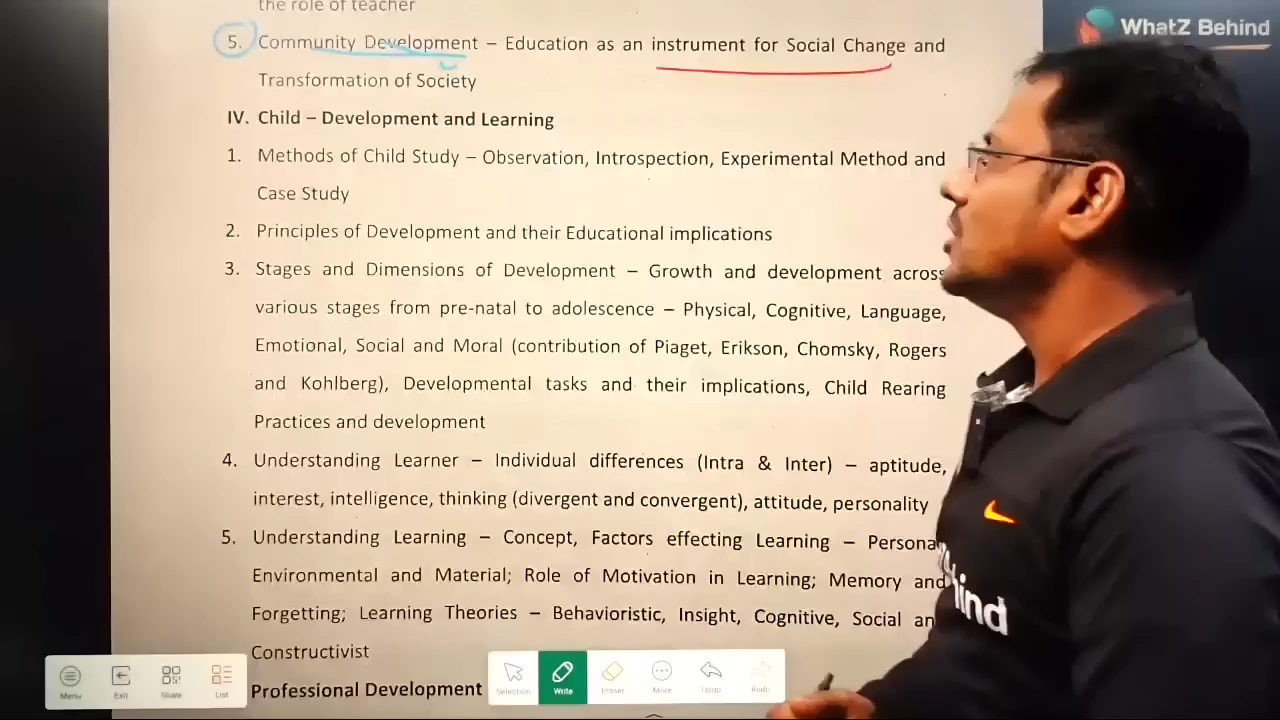 the role of teacher
WhatZ Behind
5. Community Development – Education as an instrument for Social Change and
Transformation of Society
IV. Child – Development and Learning
1. Methods of Child Study – Observation, Introspection, Experimental Method and
Case Study
2. Principles of Development and their Educational implications
3. Stages and Dimensions of Development – Growth and development across
various stages from pre-natal to adolescence – Physical, Cognitive, Language,
Emotional, Social and Moral (contribution of Piaget, Erikson, Chomsky, Rogers
and Kohlberg), Developmental tasks and their implications, Child Rearing
Practices and development
4. Understanding Learner – Individual differences (Intra & Inter) – aptitude,
interest, intelligence, thinking (divergent and convergent), attitude, personality
5. Understanding Learning – Concept, Factors effecting Learning – Persona
Environmental and Material; Role of Motivation in Learning; Memory and
Forgetting; Learning Theories – Behavioristic, Insight, Cognitive, Social an
Constructivist
Professional Development
hind
Menu Exit Share List
Selection Write Eraser More Undo Redo